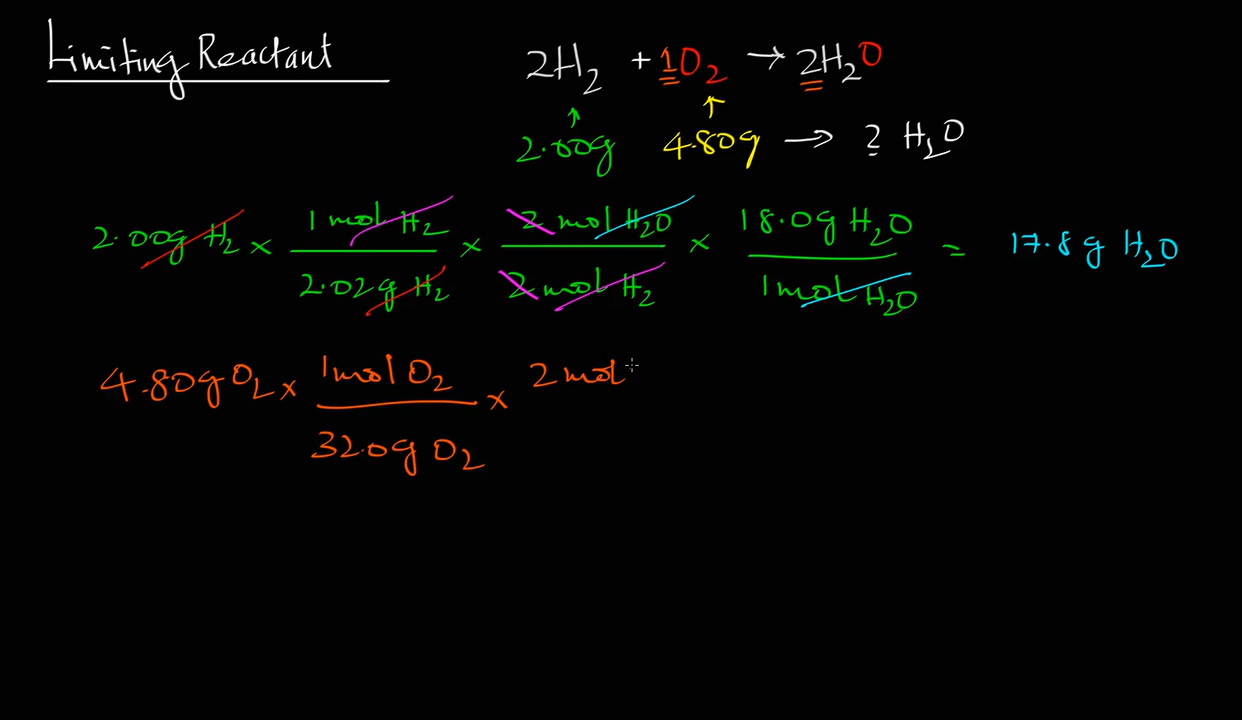 Limiting Reactant
2H₂ + 1O₂ → 2H₂O
2.00g 4.80g → ? H₂O
2.00g H₂ × 1 mol H₂ / 2.02g H₂ × 2 mol H₂O / 2 mol H₂ × 18.0g H₂O / 1 mol H₂O = 17.8 g H₂O
4.80g O₂ × 1 mol O₂ / 32.0g O₂ × 2 mol